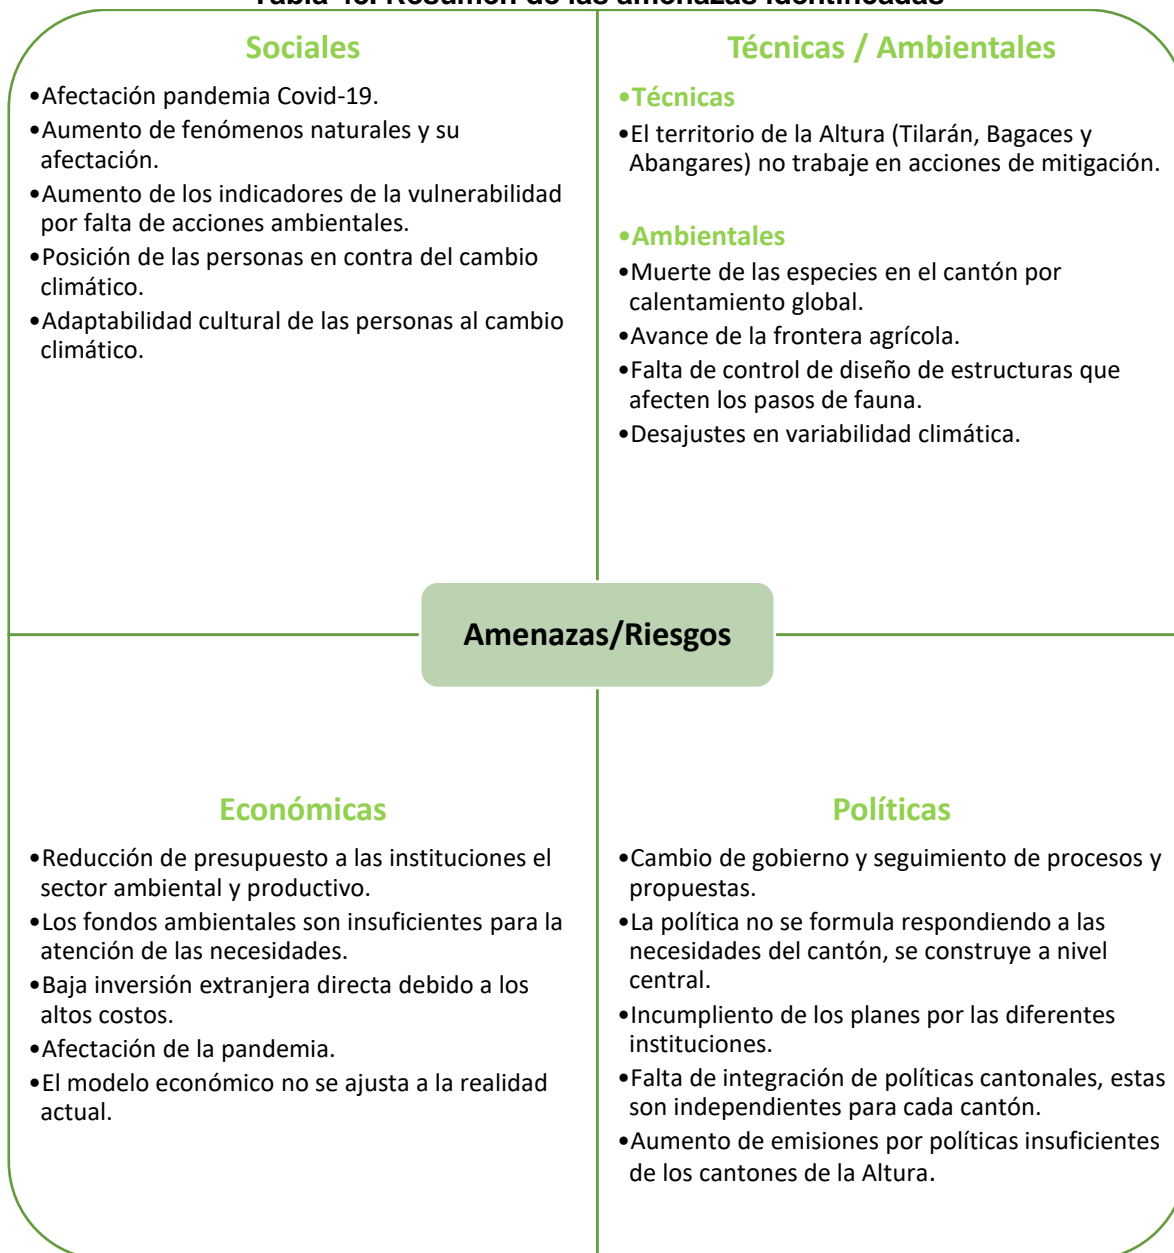 Resumen de las amenazas identificadas
Sociales
•Afectación pandemia Covid-19.
•Aumento de fenómenos naturales y su
afectación.
•Aumento de los indicadores de la vulnerabilidad
por falta de acciones ambientales.
•Posición de las personas en contra del cambio
climático.
•Adaptabilidad cultural de las personas al cambio
climático.
Técnicas / Ambientales
•Técnicas
•El territorio de la Altura (Tilarán, Bagaces y
Abangares) no trabaje en acciones de mitigación.
•Ambientales
•Muerte de las especies en el cantón por
calentamiento global.
•Avance de la frontera agrícola.
•Falta de control de diseño de estructuras que
afecten los pasos de fauna.
•Desajustes en variabilidad climática.
Amenazas/Riesgos
Económicas
•Reducción de presupuesto a las instituciones el
sector ambiental y productivo.
•Los fondos ambientales son insuficientes para la
atención de las necesidades.
•Baja inversión extranjera directa debido a los
altos costos.
•Afectación de la pandemia.
•El modelo económico no se ajusta a la realidad
actual.
Políticas
•Cambio de gobierno y seguimiento de procesos y
propuestas.
•La política no se formula respondiendo a las
necesidades del cantón, se construye a nivel
central.
•Incumpliento de los planes por las diferentes
instituciones.
•Falta de integración de políticas cantonales, estas
son independientes para cada cantón.
•Aumento de emisiones por políticas insuficientes
de los cantones de la Altura.